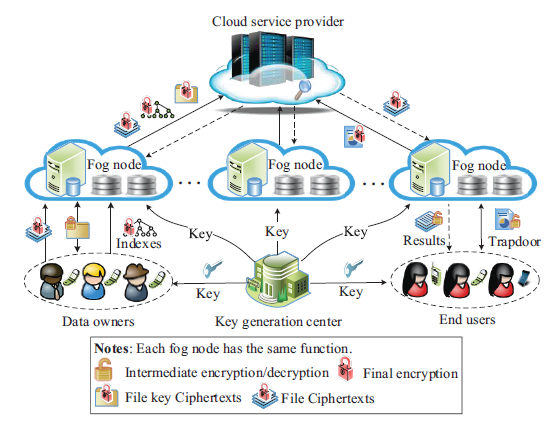 Cloud service provider
Fog node
Fog node
Fog node
...
...
Indexes
Key
Key
Key
Results
Trapdoor
Key
Key
Data owners
Key generation center
End users
Notes: Each fog node has the same function.
Intermediate encryption/decryption
Final encryption
File key Ciphertexts
File Ciphertexts